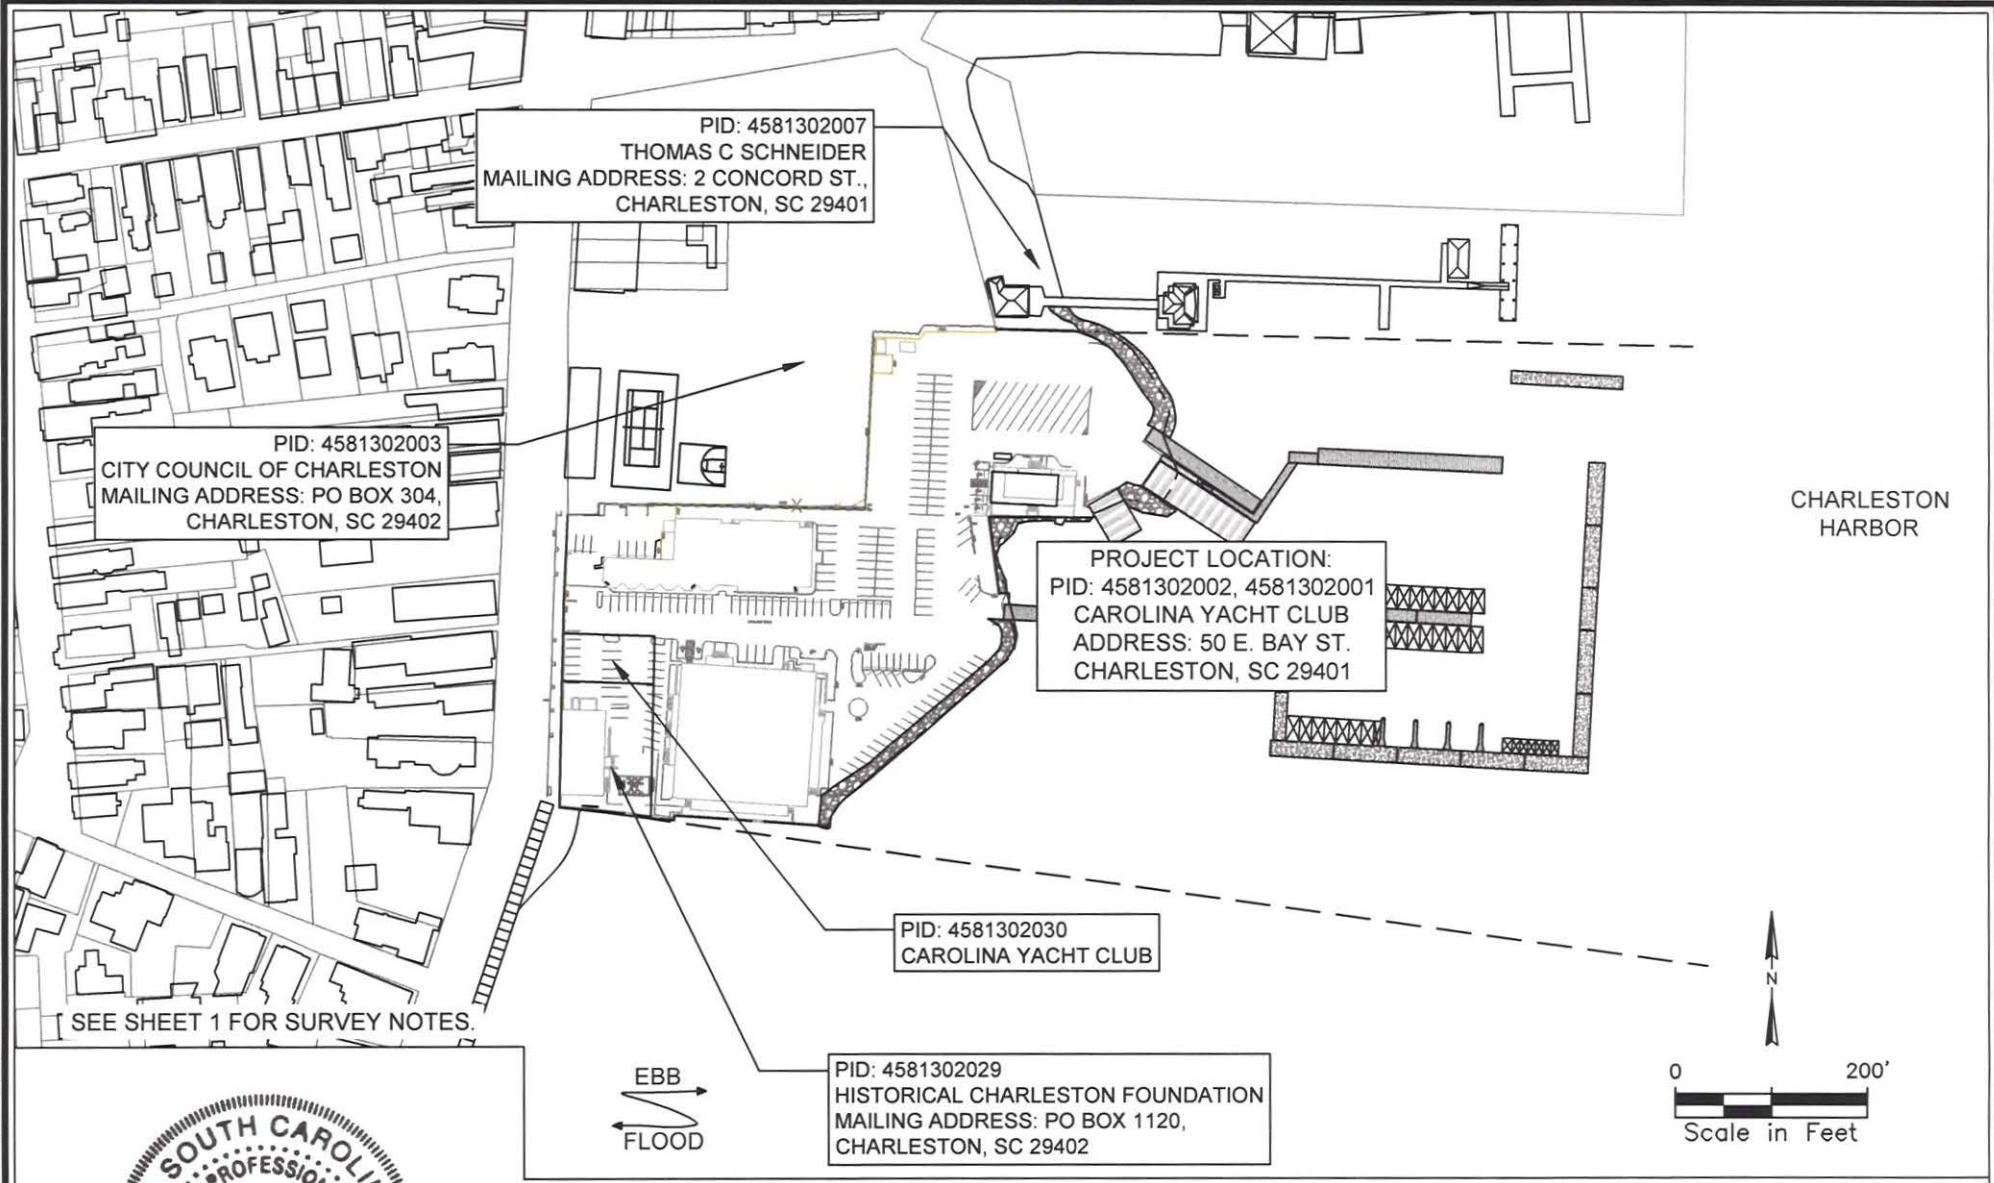 PID: 4581302007
THOMAS C SCHNEIDER
MAILING ADDRESS: 2 CONCORD ST.,
CHARLESTON, SC 29401
PID: 4581302003
CITY COUNCIL OF CHARLESTON
MAILING ADDRESS: PO BOX 304,
CHARLESTON, SC 29402
CHARLESTON
HARBOR
PROJECT LOCATION:
PID: 4581302002, 4581302001
CAROLINA YACHT CLUB
ADDRESS: 50 E. BAY ST.
CHARLESTON, SC 29401
PID: 4581302030
CAROLINA YACHT CLUB
N
SEE SHEET 1 FOR SURVEY NOTES.
EBB
FLOOD
PID: 4581302029
HISTORICAL CHARLESTON FOUNDATION
MAILING ADDRESS: PO BOX 1120,
CHARLESTON, SC 29402
0 200'
Scale in Feet
SOUTH CAROLI
PROFESSION